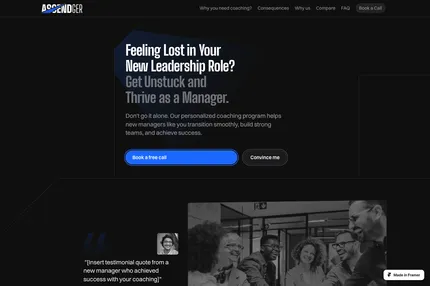 ASCENDGER
Why you need coaching?
Consequences
Why us
Compare
FAQ
Book a Call
Feeling Lost in Your
New Leadership Role?
Get Unstuck and
Thrive as a Manager.
Don't go it alone. Our personalized coaching program helps
new managers like you transition smoothly, build strong
teams, and achieve success.
Book a free call
Convince me
"[Insert testimonial quote from a
new manager who achieved
success with your coaching]"
Made in Framer